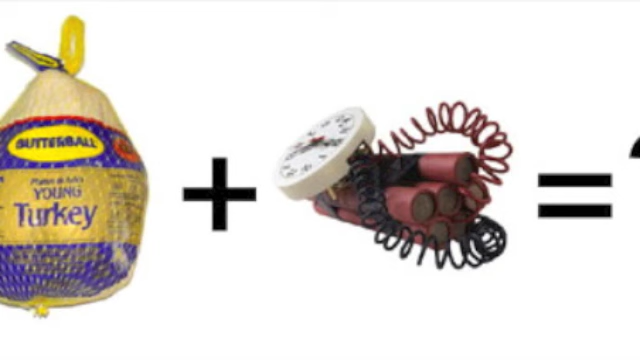 BUTTERBALL
YOUNG
Turkey
+
=